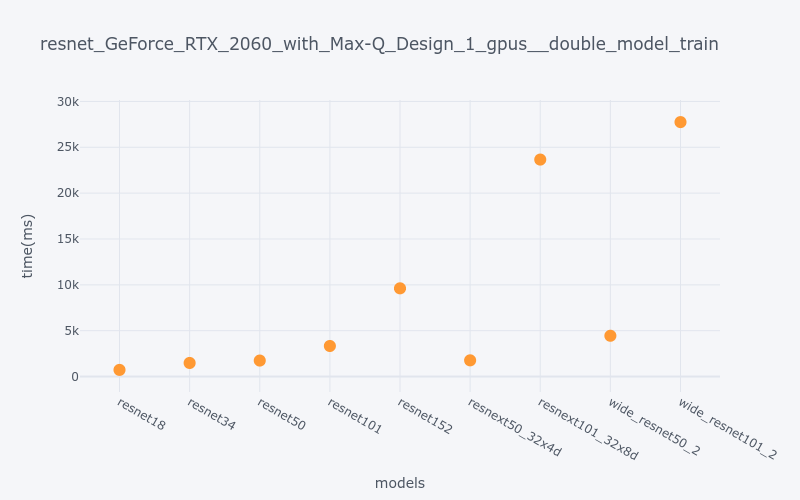 resnet_GeForce_RTX_2060_with_Max-Q_Design_1_gpus__double_model_train
30k
25k
20k
15k
10k
5k
0
time(ms)
resnet18
resnet34
resnet50
resnet101
resnet152
resnext50_32x4d
resnext101_32x8d
wide_resnet50_2
wide_resnet101_2
models